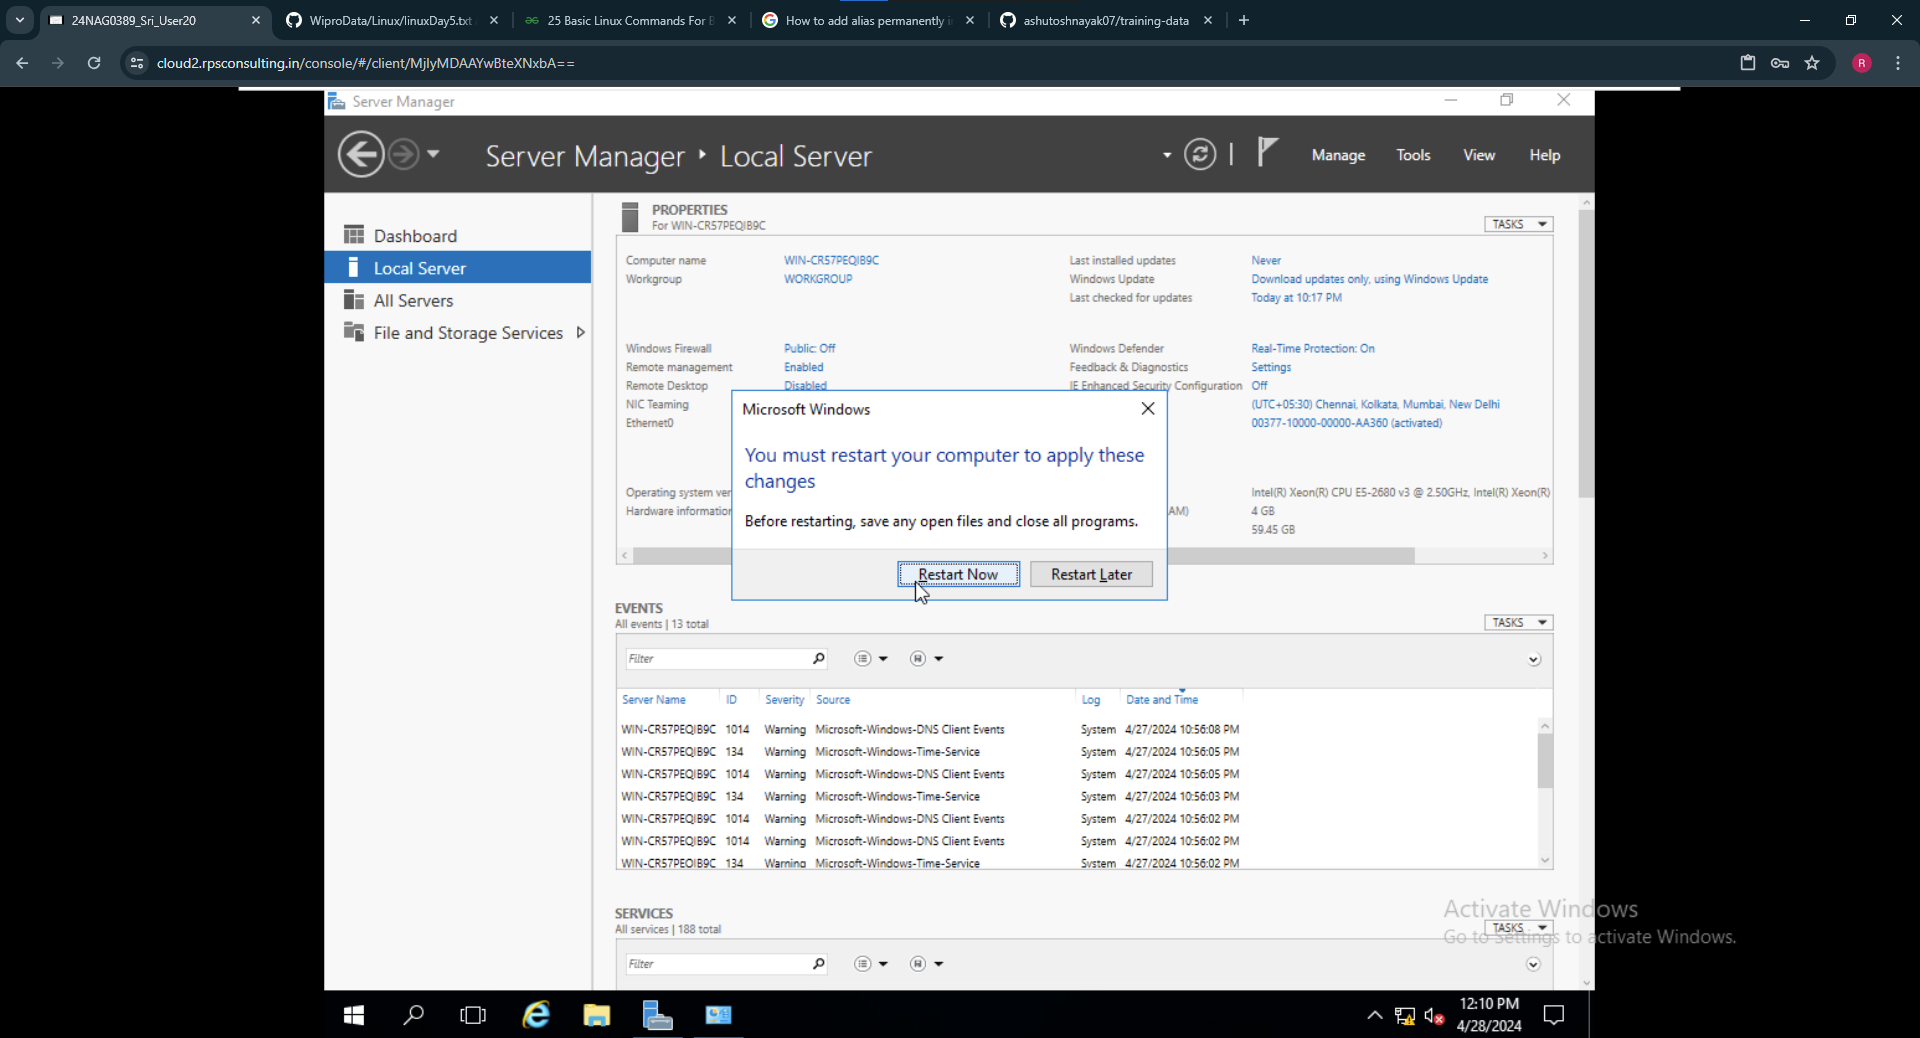 24NAG0389_Sri_User20
WiproData/Linux/linuxDay5.txt
25 Basic Linux Commands For
How to add alias permanently
ashutoshnayak07/training-data
cloud2.rpsconsulting.in/console/#/client/MjIyMDAAYwBteXNxbA==
R
Server Manager
Server Manager
Local Server
Manage
Tools
View
Help
Dashboard
Local Server
All Servers
File and Storage Services
PROPERTIES
For WIN-CR57PEQIB9C
TASKS
Computer name WIN-CR57PEQIB9C
Workgroup WORKGROUP
Last installed updates Never
Windows Update Download updates only, using Windows Update
Last checked for updates Today at 10:17 PM
Windows Firewall Public: Off
Remote management Enabled
Remote Desktop Disabled
NIC Teaming
Ethernet0
Windows Defender Real-Time Protection: On
Feedback & Diagnostics Settings
IE Enhanced Security Configuration Off
(UTC+05:30) Chennai, Kolkata, Mumbai, New Delhi
00377-10000-00000-AA360 (activated)
Operating system ver
Hardware information
Intel(R) Xeon(R) CPU E5-2680 v3 @ 2.50GHz, Intel(R) Xeon(R)
AM) 4 GB
59.45 GB
Microsoft Windows
You must restart your computer to apply these
changes
Before restarting, save any open files and close all programs.
Restart Now
Restart Later
EVENTS
All events | 13 total
TASKS
Filter
Server Name ID Severity Source Log Date and Time
WIN-CR57PEQIB9C 1014 Warning Microsoft-Windows-DNS Client Events System 4/27/2024 10:56:08 PM
WIN-CR57PEQIB9C 134 Warning Microsoft-Windows-Time-Service System 4/27/2024 10:56:05 PM
WIN-CR57PEQIB9C 1014 Warning Microsoft-Windows-DNS Client Events System 4/27/2024 10:56:05 PM
WIN-CR57PEQIB9C 134 Warning Microsoft-Windows-Time-Service System 4/27/2024 10:56:03 PM
WIN-CR57PEQIB9C 1014 Warning Microsoft-Windows-DNS Client Events System 4/27/2024 10:56:02 PM
WIN-CR57PEQIB9C 1014 Warning Microsoft-Windows-DNS Client Events System 4/27/2024 10:56:02 PM
WIN-CR57PEQIB9C 134 Warning Microsoft-Windows-Time-Service System 4/27/2024 10:56:02 PM
SERVICES
All services | 188 total
TASKS
Filter
Activate Windows
Go to Settings to activate Windows.
12:10 PM
4/28/2024